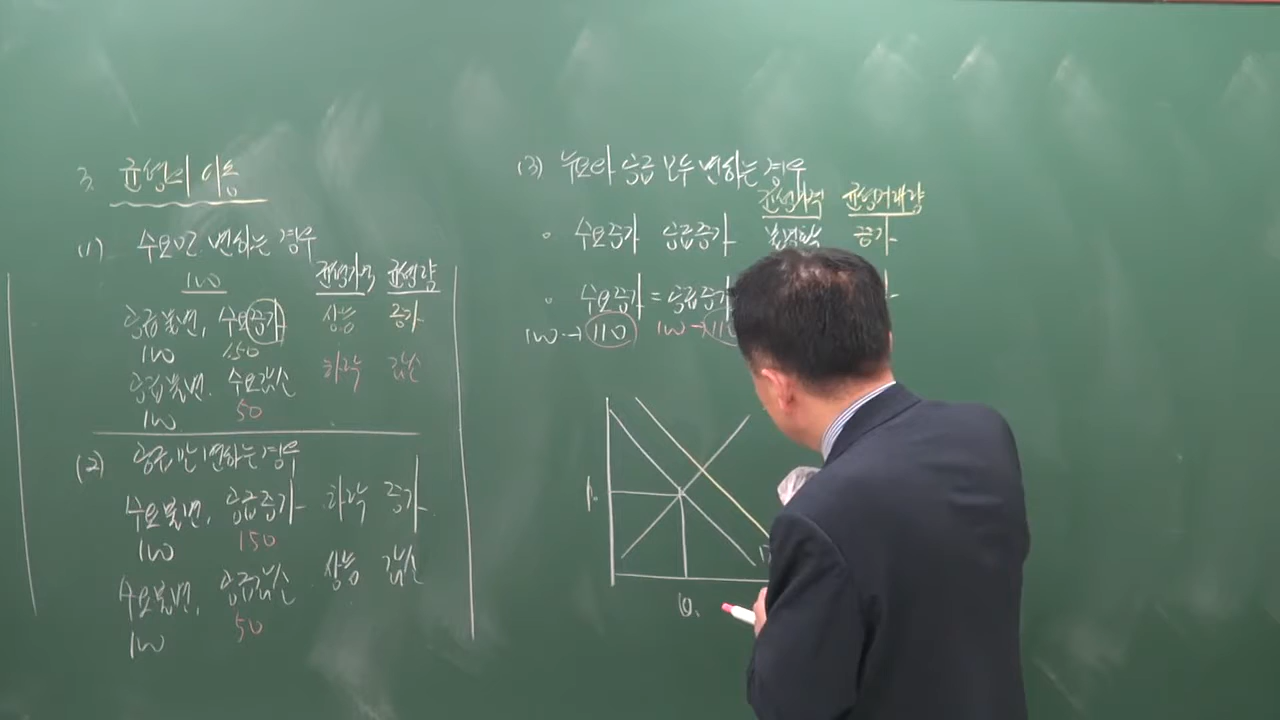 3. 균형의 이동
(1) 수요만 변하는 경우
100 균형가격 균형량
공급불변, 수요증가 상승 증가
100 150
공급불변. 수요감소 하락 감소
100 50
(2) 공급만 변하는 경우
수요불변, 공급증가 하락 증가
100 150
수요불변, 공급감소 상승 감소
100 50
(3) 수요와 공급 모두 변하는 경우
균형가격 균형거래량
수요증가 공급증가 불명확 증가
수요증가 = 공급증가
100 → 110 100 → 11
P.
D
Q.